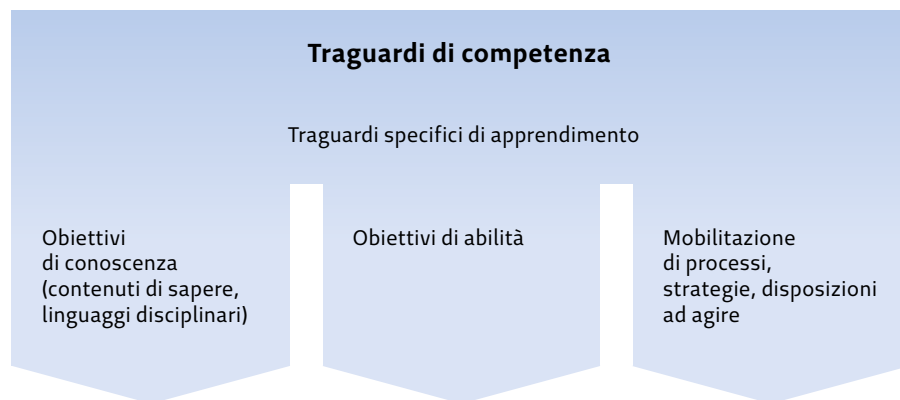 Traguardi di competenza
Traguardi specifici di apprendimento
Obiettivi
di conoscenza
(contenuti di sapere,
linguaggi disciplinari)
Obiettivi di abilità
Mobilitazione
di processi,
strategie, disposizioni
ad agire